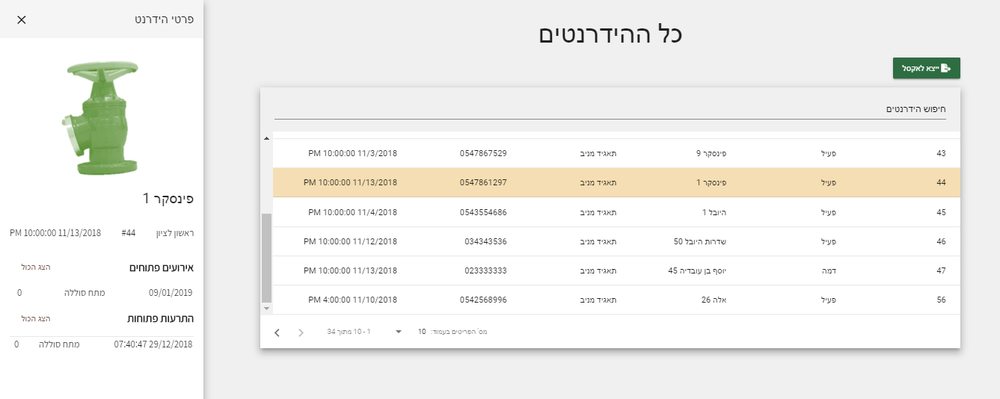 כל ההידרנטים
ייצא לאקסל
חיפוש הידרנטים
43 פעיל פינסקר 9 תאגיד מניב 0547867529 11/3/2018 10:00:00 PM
44 פעיל פינסקר 1 תאגיד מניב 0547861297 11/13/2018 10:00:00 PM
45 פעיל היובל 1 תאגיד מניב 0543554686 11/4/2018 10:00:00 PM
46 פעיל שדרות היובל 50 תאגיד מניב 034343536 11/12/2018 10:00:00 PM
47 דמה יוסף בן עובדיה 45 תאגיד מניב 023333333 11/13/2018 10:00:00 PM
56 פעיל אלה 26 תאגיד מניב 0542568996 11/10/2018 4:00:00 PM
מס' הפריטים בעמוד: 10 1 - 10 מתוך 34
פרטי הידרנט
פינסקר 1
ראשון לציון #44 11/13/2018 10:00:00 PM
אירועים פתוחים הצג הכול
09/01/2019 מתח סוללה 0
התרעות פתוחות הצג הכול
29/12/2018 07:40:47 מתח סוללה 0